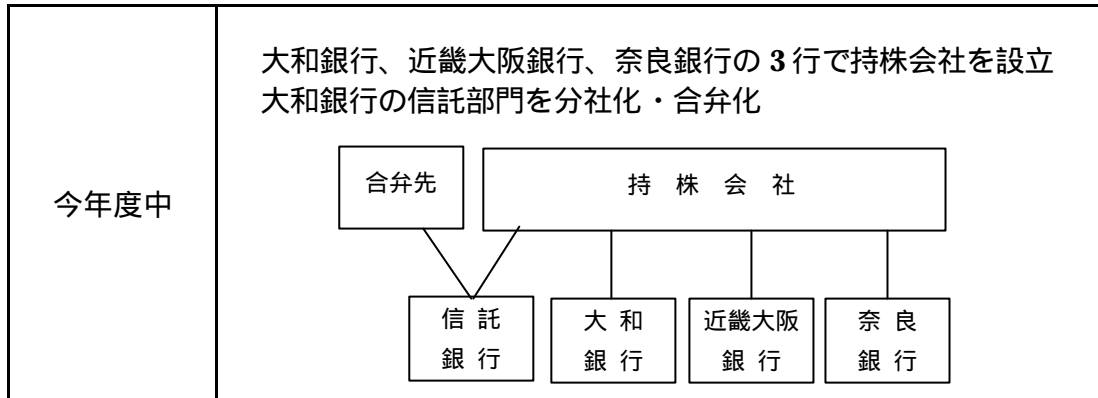 今年度中
大和銀行、近畿大阪銀行、奈良銀行の 3 行で持株会社を設立
大和銀行の信託部門を分社化・合弁化
合弁先
持 株 会 社
信 託
銀 行
大 和
銀 行
近畿大阪
銀 行
奈 良
銀 行